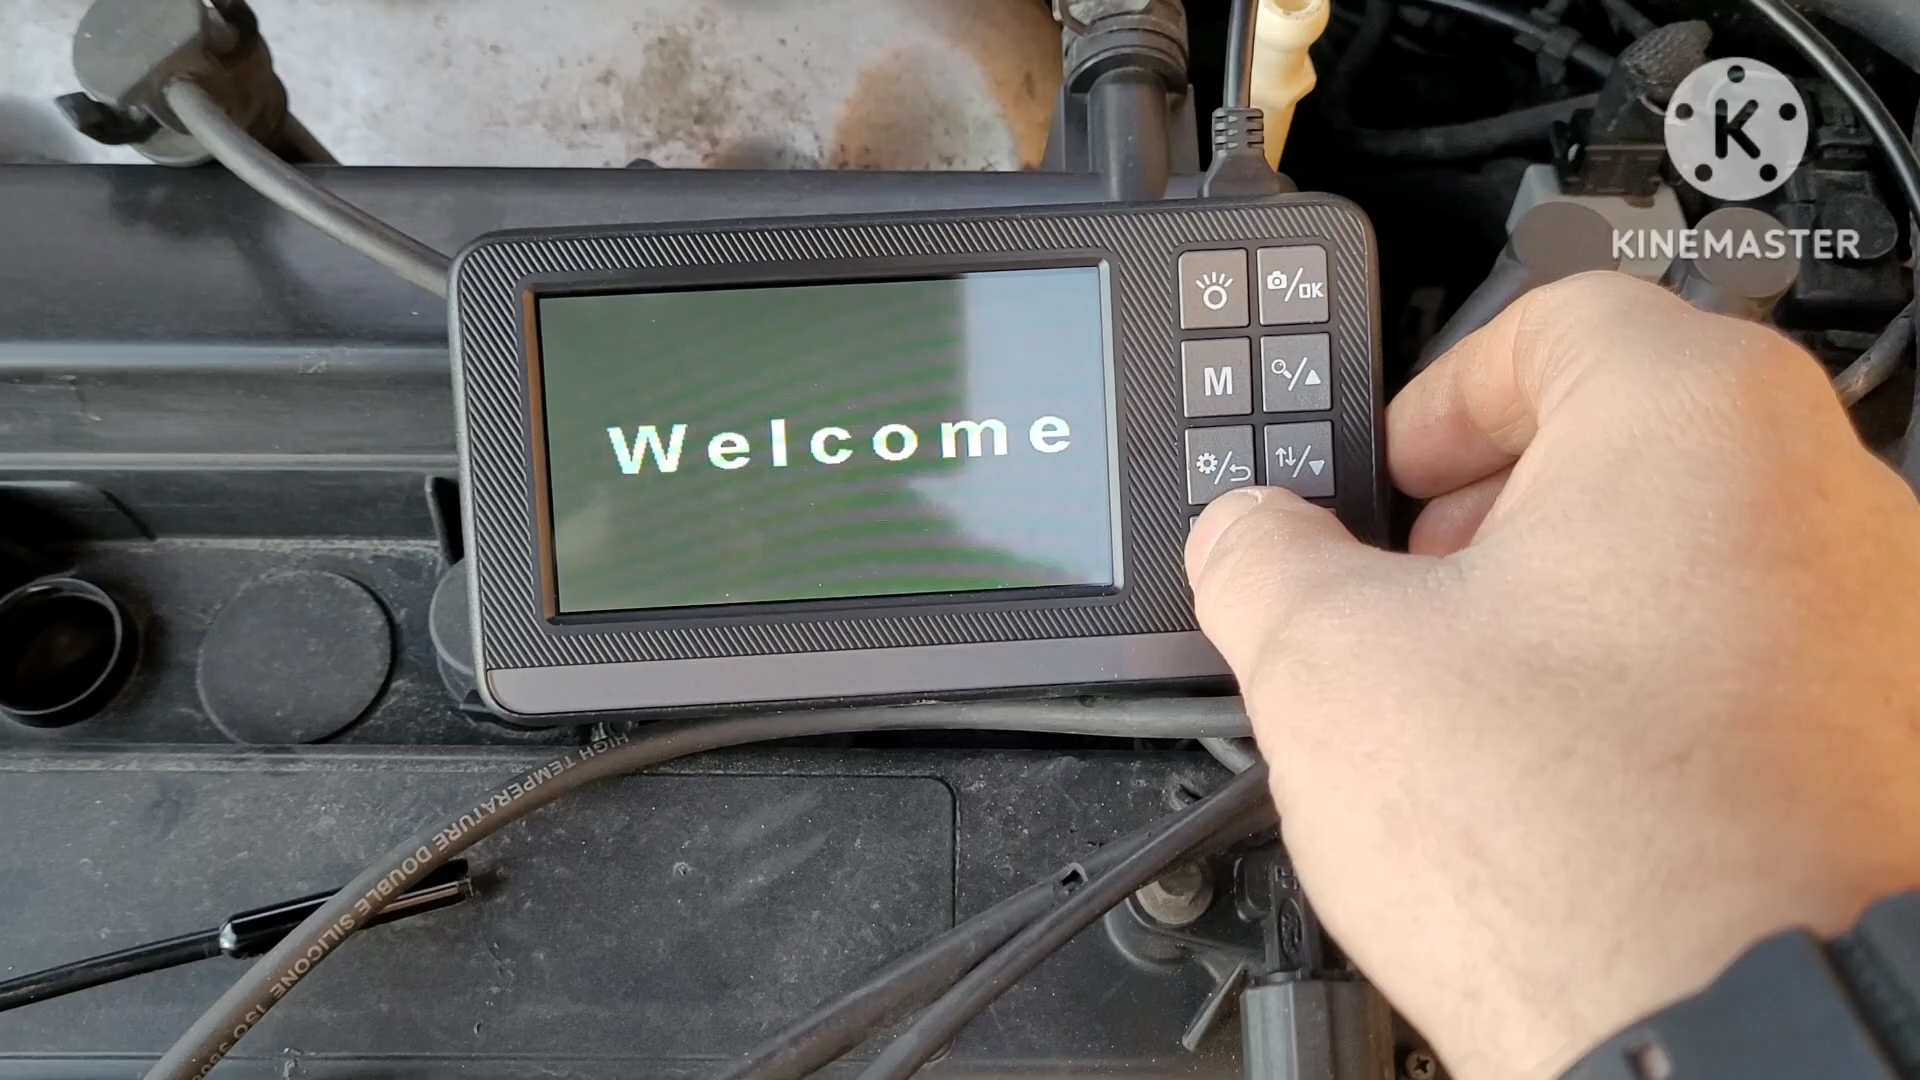 K
KINEMASTER
/OK
M
Welcome
HIGH TEMPERATURE DOUBLE SILICONE ISO